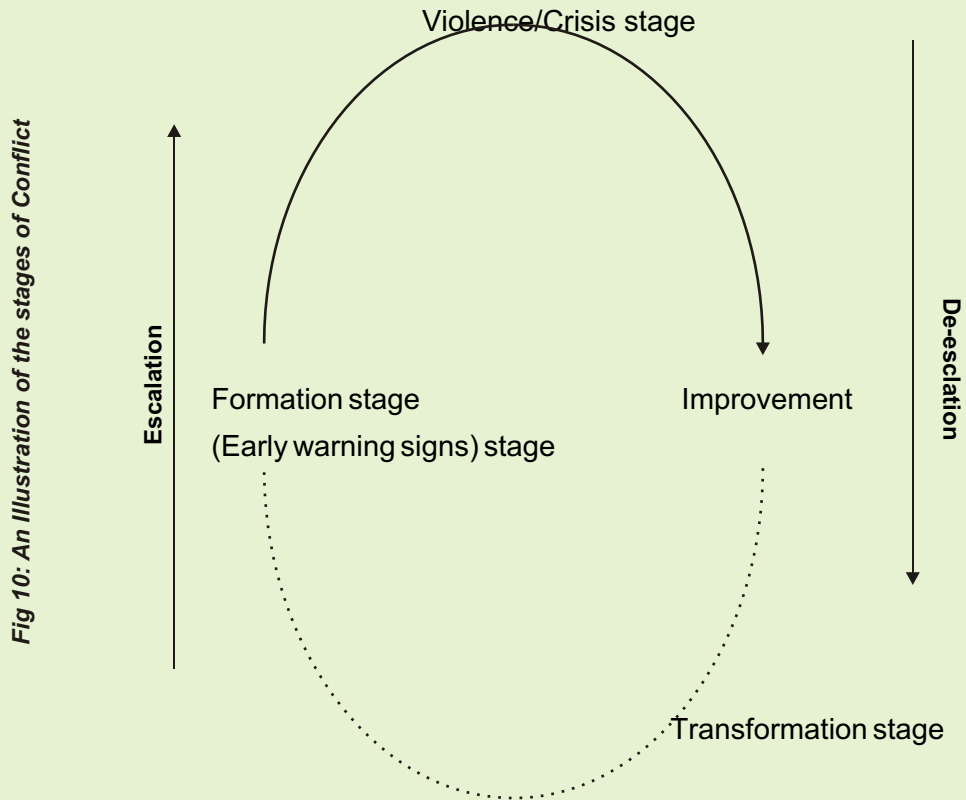 Violence/Crisis stage
Fig 10: An Illustration of the stages of Conflict
Escalation
De-esclation
Formation stage
(Early warning signs) stage
Improvement
Transformation stage